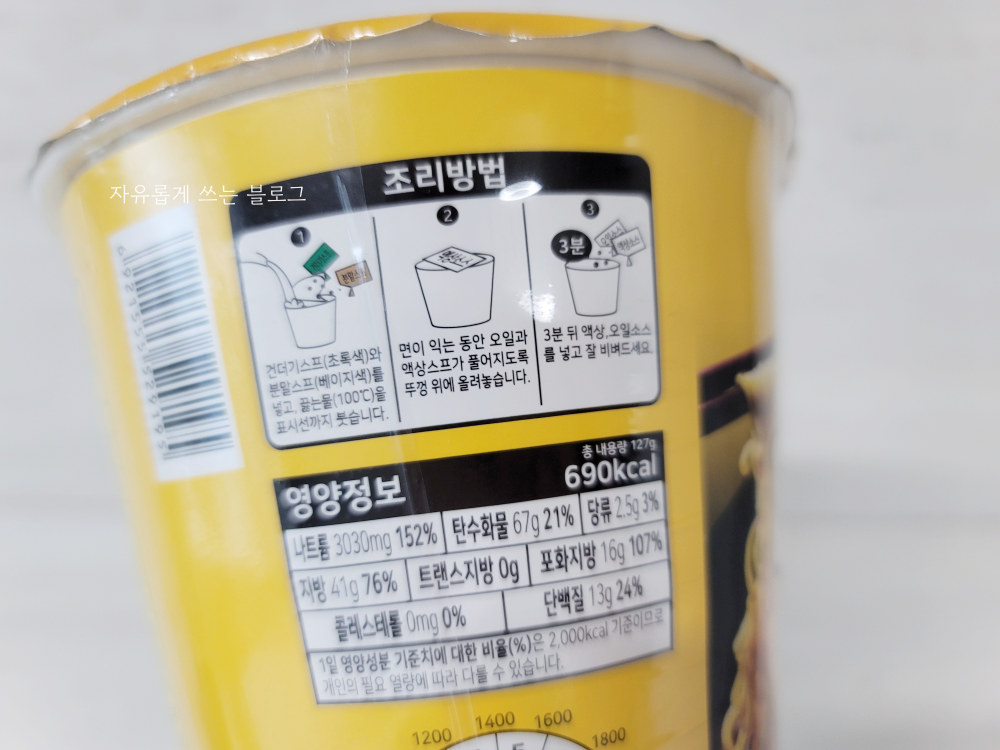 자유롭게 쓰는 블로그
조리방법
1
2
3
3분
건더기스프(초록색)와
분말스프(베이지색)를
넣고, 끓는물(100℃)을
표시선까지 붓습니다.
면이 익는 동안 오일과
액상스프가 풀어지도록
뚜껑 위에 올려놓습니다.
3분 뒤 액상,오일소스
를 넣고 잘 비벼드세요.
영양정보
총 내용량 127g
690kcal
나트륨 3030mg 152% 탄수화물 67g 21% 당류 2.5g 3%
지방 41g 76% 트랜스지방 0g 포화지방 16g 107%
콜레스테롤 0mg 0% 단백질 13g 24%
1일 영양성분 기준치에 대한 비율(%)은 2,000kcal 기준이므로
개인의 필요 열량에 따라 다를 수 있습니다.
1200 1400 1600 1800